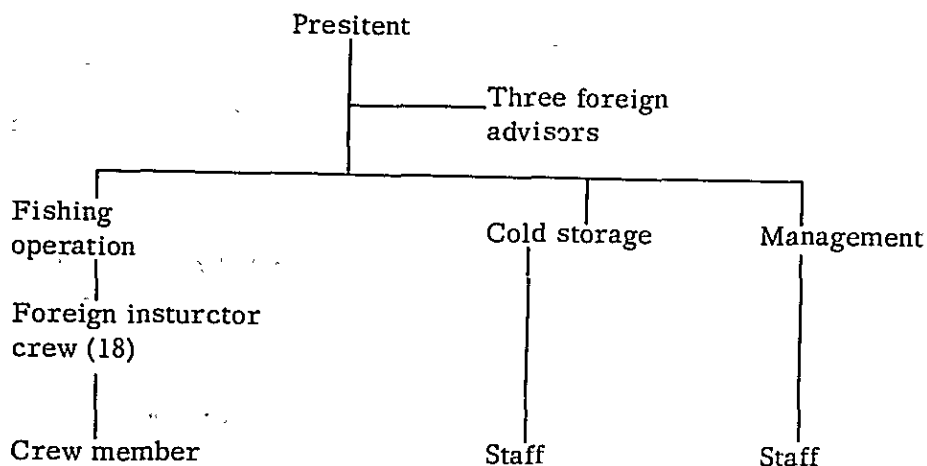 Presitent
Three foreign
advisors
Fishing
operation
Cold storage
Management
Foreign insturctor
crew (18)
Crew member
Staff
Staff